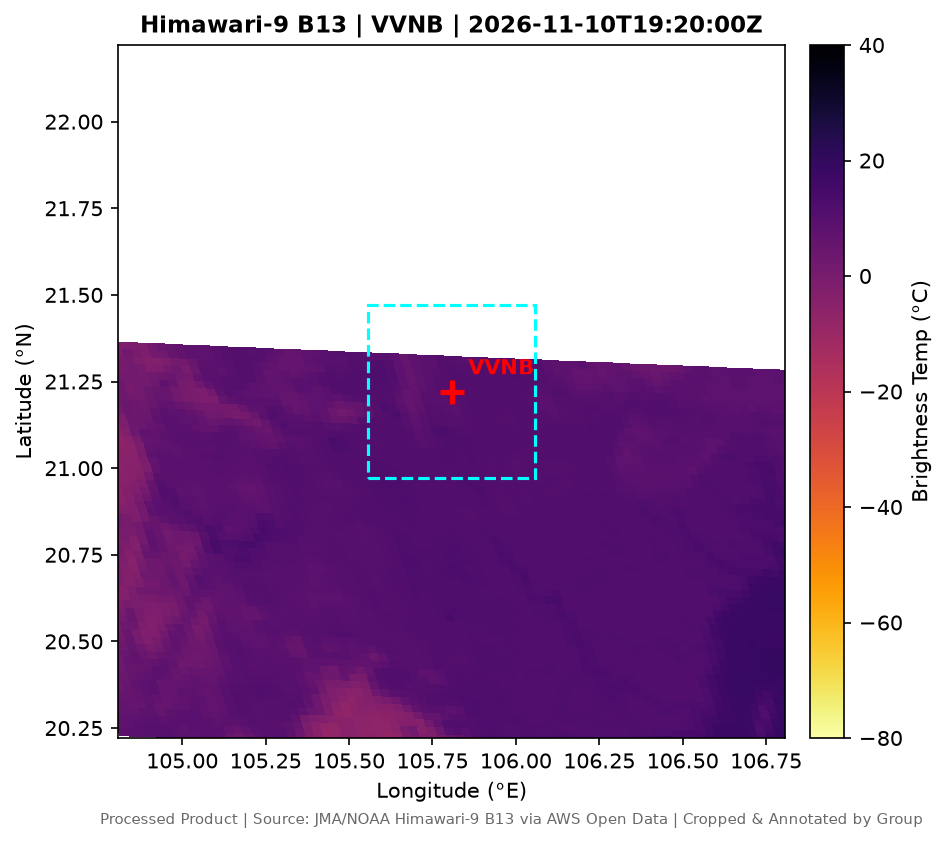 Himawari-9 B13 | VVNB | 2026-11-10T19:20:00Z
22.00
21.75
21.50
21.25
21.00
20.75
20.50
20.25
Latitude (°N)
VVNB
105.00 105.25 105.50 105.75 106.00 106.25 106.50 106.75
Longitude (°E)
40
20
0
−20
−40
−60
−80
Brightness Temp (°C)
Processed Product | Source: JMA/NOAA Himawari-9 B13 via AWS Open Data | Cropped & Annotated by Group